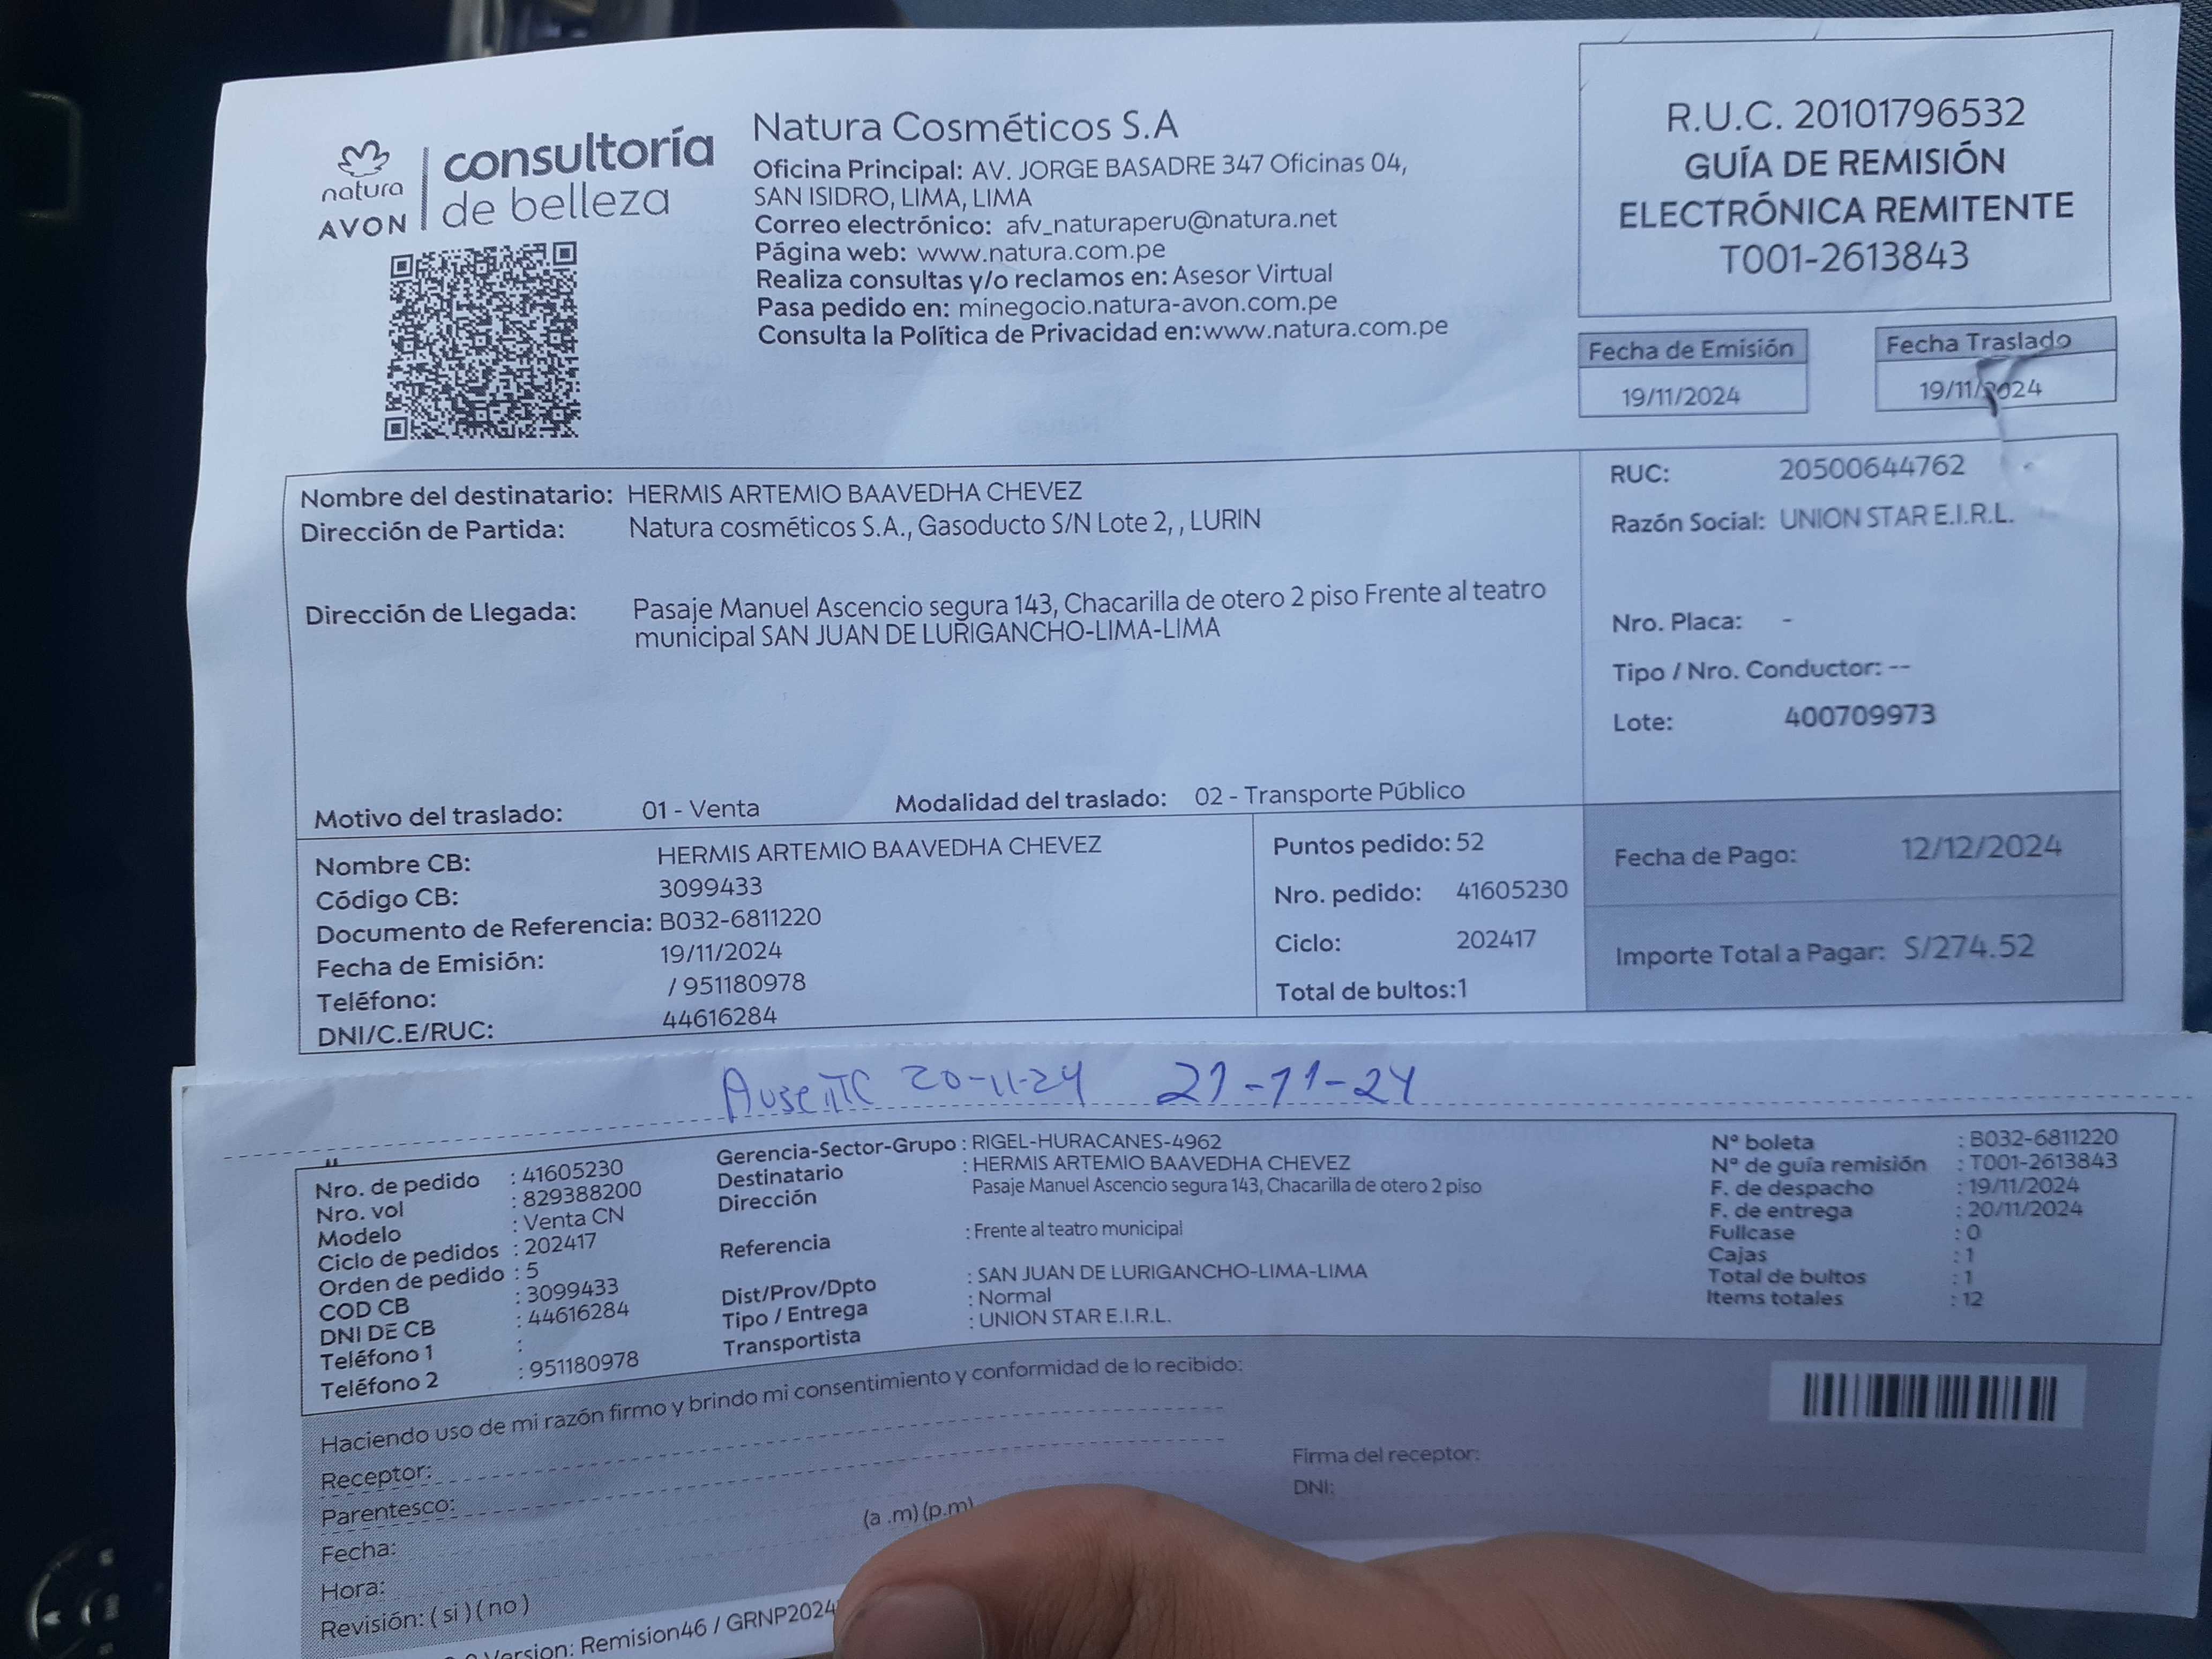 natura
AVON
consultoría
de belleza
Natura Cosméticos S.A
Oficina Principal: AV. JORGE BASADRE 347 Oficinas 04,
SAN ISIDRO, LIMA, LIMA
Correo electrónico: afv_naturaperu@natura.net
Página web: www.natura.com.pe
Realiza consultas y/o reclamos en: Asesor Virtual
Pasa pedido en: minegocio.natura-avon.com.pe
Consulta la Política de Privacidad en:www.natura.com.pe
R.U.C. 20101796532
GUÍA DE REMISIÓN
ELECTRÓNICA REMITENTE
T001-2613843
Fecha de Emisión
19/11/2024
Fecha Traslado
19/11/2024
Nombre del destinatario: HERMIS ARTEMIO BAAVEDHA CHEVEZ
Dirección de Partida: Natura cosméticos S.A., Gasoducto S/N Lote 2, , LURIN
Dirección de Llegada: Pasaje Manuel Ascencio segura 143, Chacarilla de otero 2 piso Frente al teatro
municipal SAN JUAN DE LURIGANCHO-LIMA-LIMA
Motivo del traslado: 01 - Venta Modalidad del traslado: 02 - Transporte Público
RUC: 20500644762
Razón Social: UNION STAR E.I.R.L.
Nro. Placa: -
Tipo / Nro. Conductor: --
Lote: 400709973
Nombre CB: HERMIS ARTEMIO BAAVEDHA CHEVEZ
Código CB: 3099433
Documento de Referencia: B032-6811220
Fecha de Emisión: 19/11/2024
Teléfono: / 951180978
DNI/C.E/RUC: 44616284
Puntos pedido: 52
Nro. pedido: 41605230
Ciclo: 202417
Total de bultos:1
Fecha de Pago: 12/12/2024
Importe Total a Pagar: S/274.52
20-11-24 21-11-24
Nro. de pedido : 41605230
Nro. vol : 829388200
Modelo : Venta CN
Ciclo de pedidos : 202417
Orden de pedido : 5
COD CB : 3099433
DNI DE CB : 44616284
Teléfono 1 :
Teléfono 2 : 951180978
Gerencia-Sector-Grupo : RIGEL-HURACANES-4962
Destinatario : HERMIS ARTEMIO BAAVEDHA CHEVEZ
Dirección Pasaje Manuel Ascencio segura 143, Chacarilla de otero 2 piso
Referencia : Frente al teatro municipal
Dist/Prov/Dpto : SAN JUAN DE LURIGANCHO-LIMA-LIMA
Tipo / Entrega : Normal
Transportista : UNION STAR E.I.R.L.
N° boleta : B032-6811220
N° de guía remisión : T001-2613843
F. de despacho : 19/11/2024
F. de entrega : 20/11/2024
Fullcase : 0
Cajas : 1
Total de bultos : 1
Items totales : 12
Haciendo uso de mi razón firmo y brindo mi consentimiento y conformidad de lo recibido:
Receptor:
Parentesco:
Fecha:
Hora: (a .m) (p.m)
Revisión: ( si ) ( no )
Firma del receptor:
DNI:
Version: Remision46 / GRNP2024